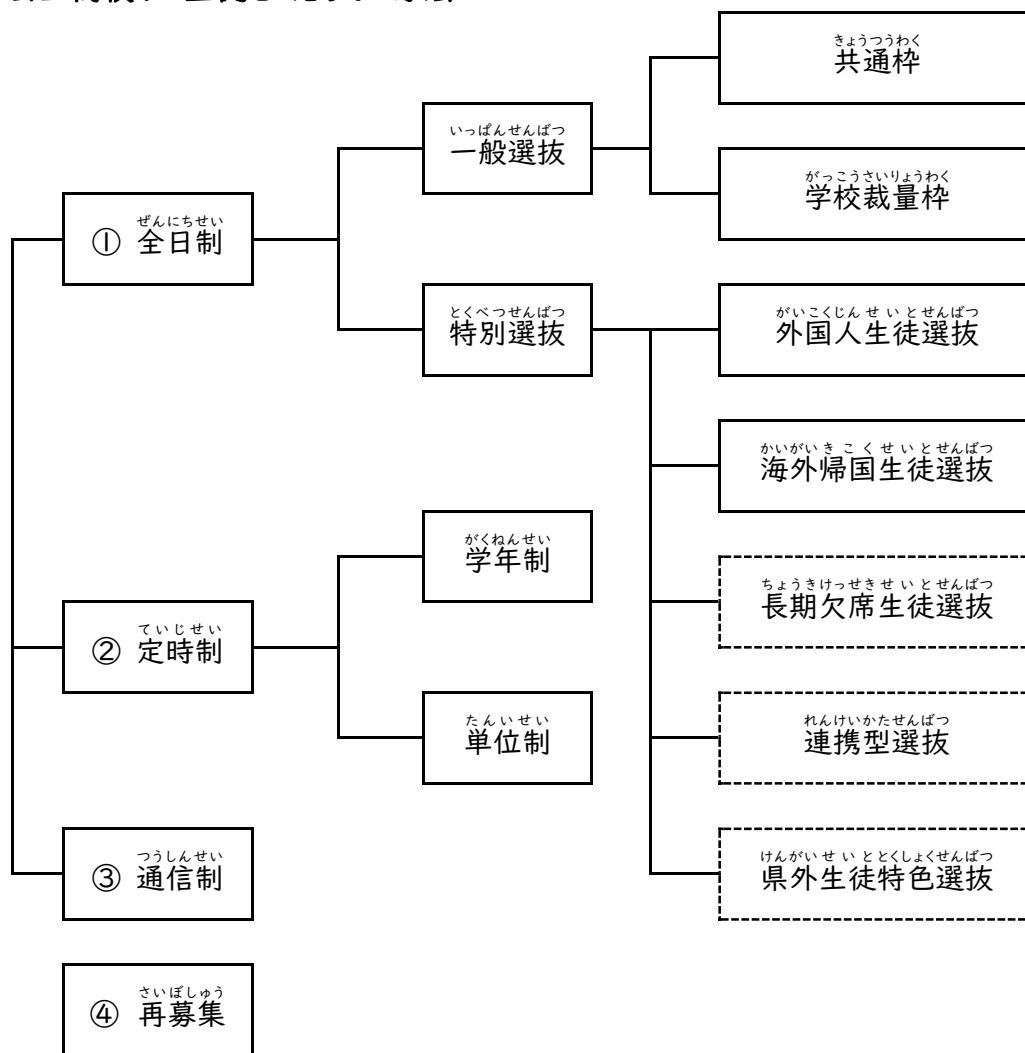 きょうつうわく
共通枠
いっぱんせんばつ
一般選抜
がっこうさいりょうわく
学校裁量枠
ぜんにちせい
① 全日制
とくべつせんばつ
特別選抜
がいこくじんせいとせんばつ
外国人生徒選抜
かいがいきこくせいとせんばつ
海外帰国生徒選抜
がくねんせい
学年制
ちょうきけっせきせいとせんばつ
長期欠席生徒選抜
ていじせい
② 定時制
たんいせい
単位制
れんけいかたせんばつ
連携型選抜
つうしんせい
③ 通信制
けんがいせいととくしょくせんばつ
県外生徒特色選抜
さいぼしゅう
④ 再募集